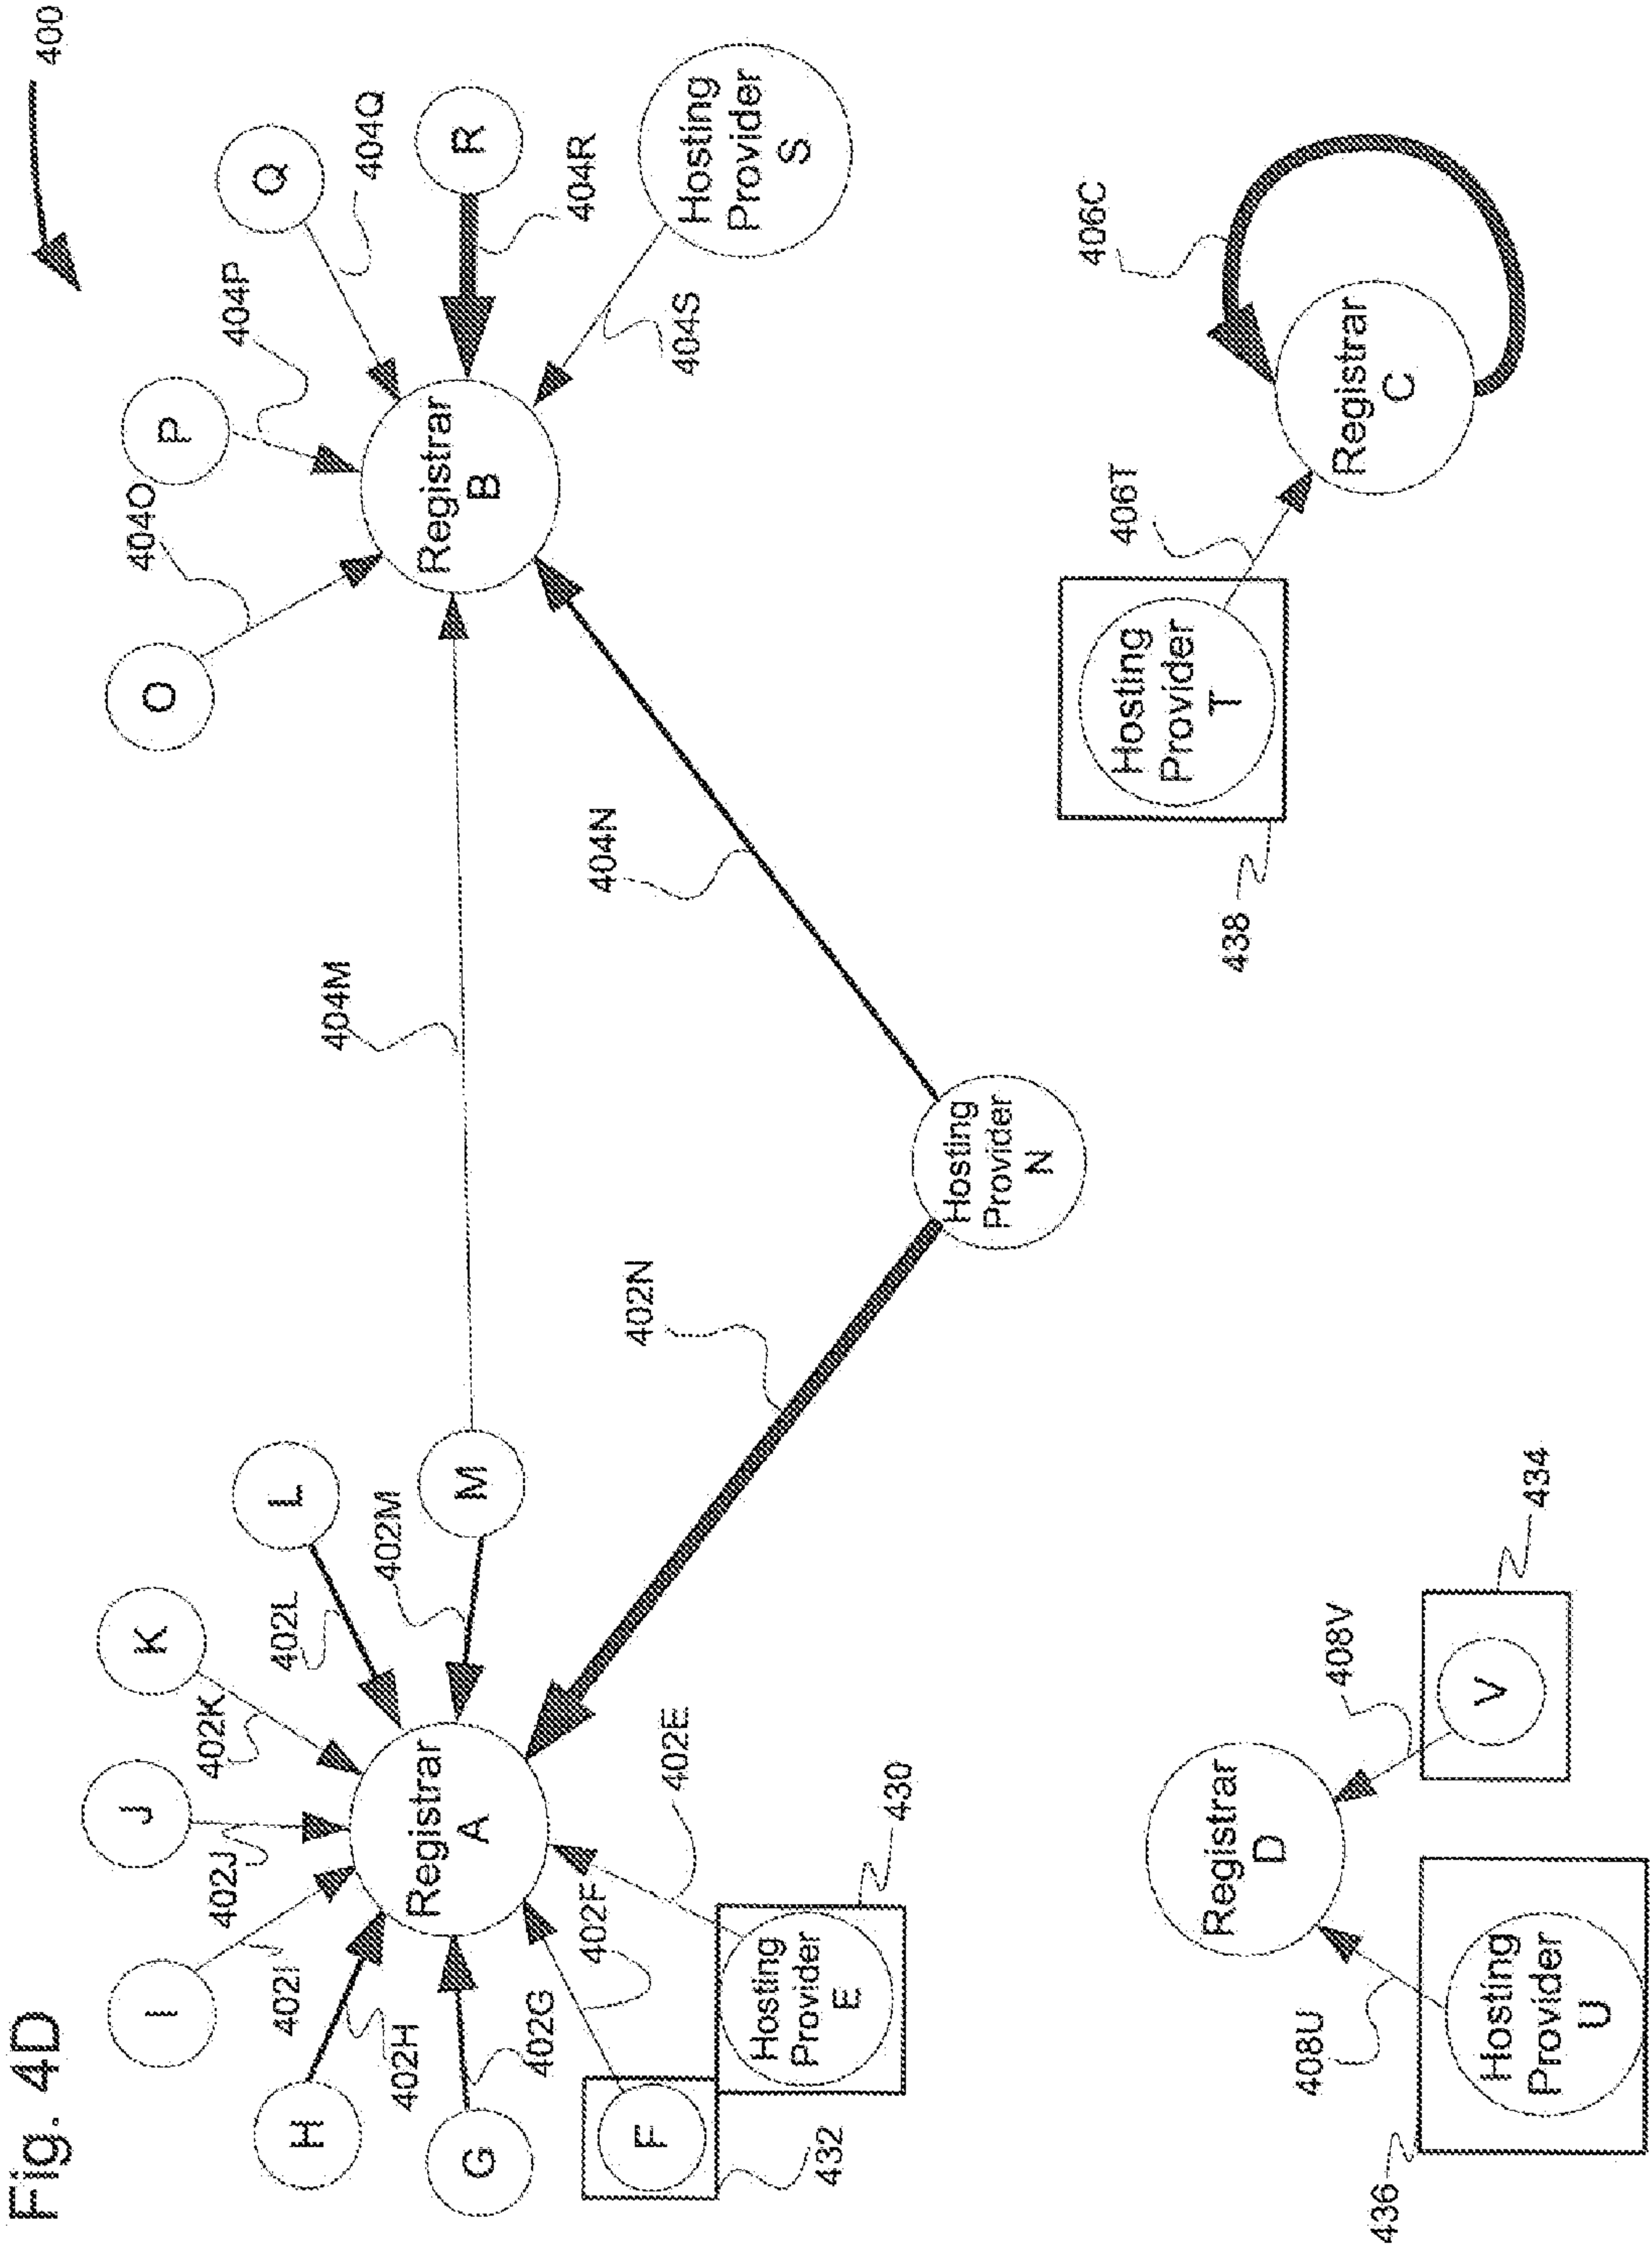 Fig. 4D
400
I
J
K
L
H
G
F
M
402I
402J
402K
402L
402H
402G
402F
402M
402E
402N
Registrar
A
Hosting
Provider
E
430
432
404M
404N
Hosting
Provider
N
O
P
Q
R
404O
404P
404Q
404R
404S
Registrar
B
Hosting
Provider
S
Registrar
D
408U
408V
V
434
Hosting
Provider
U
436
Hosting
Provider
T
438
406T
406C
Registrar
C